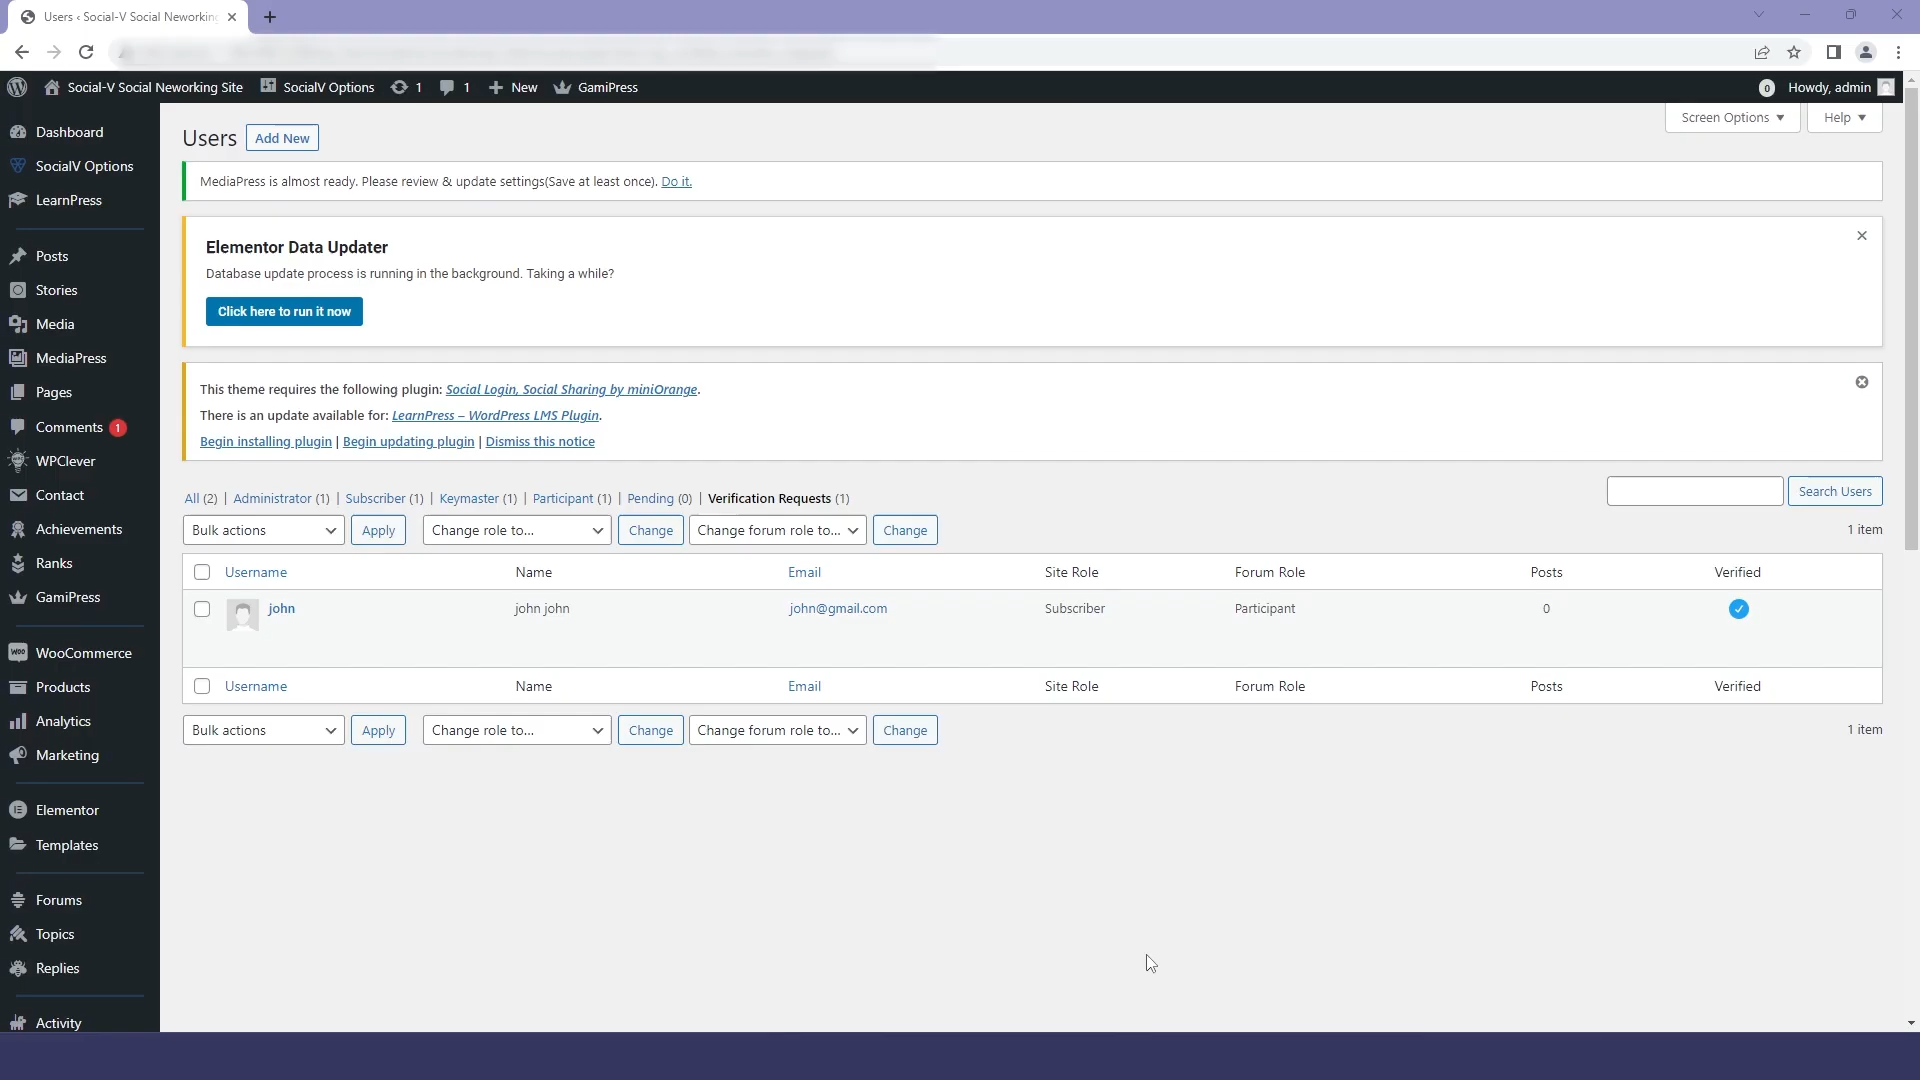 Users ‹ Social-V Social Neworking
Social-V Social Neworking Site
SocialV Options
1
1
New
GamiPress
0
Howdy, admin
Dashboard
SocialV Options
LearnPress
Posts
Stories
Media
MediaPress
Pages
Comments 1
WPClever
Contact
Achievements
Ranks
GamiPress
WooCommerce
Products
Analytics
Marketing
Elementor
Templates
Forums
Topics
Replies
Activity
Screen Options
Help
Users
Add New
MediaPress is almost ready. Please review & update settings(Save at least once). Do it.
Elementor Data Updater
Database update process is running in the background. Taking a while?
Click here to run it now
This theme requires the following plugin: Social Login, Social Sharing by miniOrange.
There is an update available for: LearnPress – WordPress LMS Plugin.
Begin installing plugin | Begin updating plugin | Dismiss this notice
All (2) | Administrator (1) | Subscriber (1) | Keymaster (1) | Participant (1) | Pending (0) | Verification Requests (1)
Search Users
Bulk actions Apply Change role to... Change Change forum role to... Change 1 item
Username Name Email Site Role Forum Role Posts Verified
john john john john@gmail.com Subscriber Participant 0
Username Name Email Site Role Forum Role Posts Verified
Bulk actions Apply Change role to... Change Change forum role to... Change 1 item